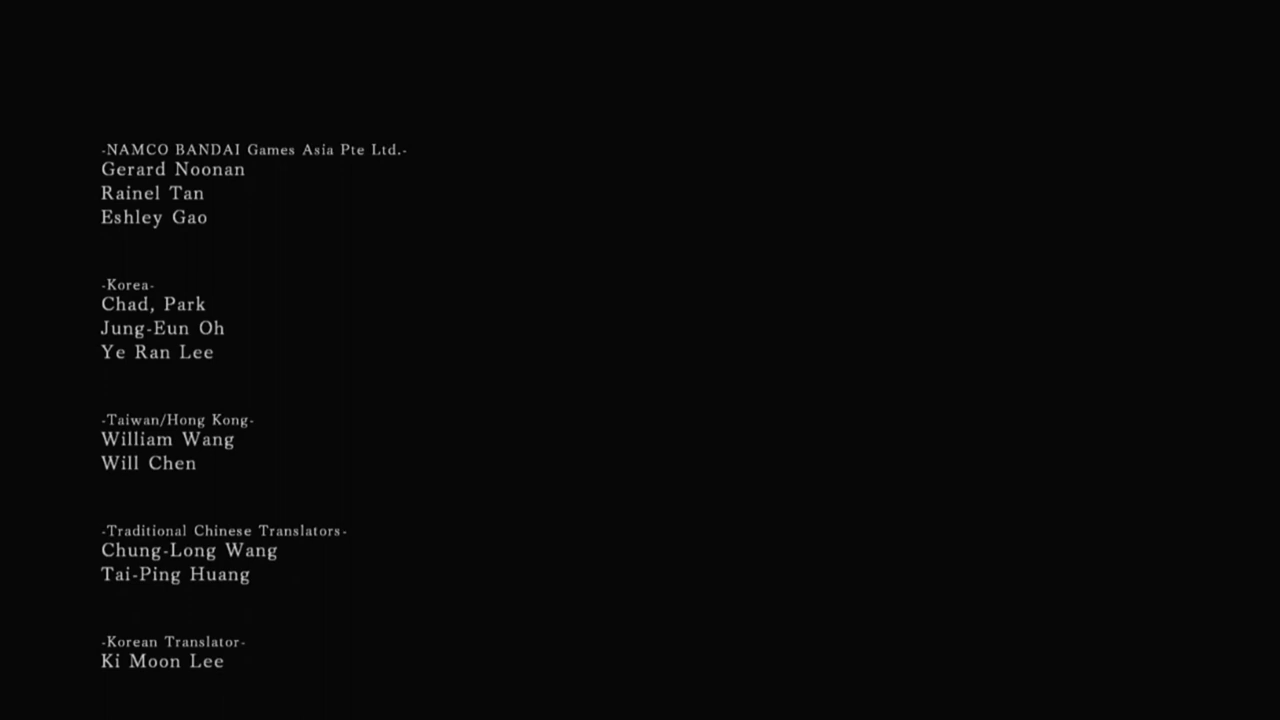 -NAMCO BANDAI Games Asia Pte Ltd.-
Gerard Noonan
Rainel Tan
Eshley Gao
-Korea-
Chad, Park
Jung-Eun Oh
Ye Ran Lee
-Taiwan/Hong Kong-
William Wang
Will Chen
-Traditional Chinese Translators-
Chung-Long Wang
Tai-Ping Huang
-Korean Translator-
Ki Moon Lee